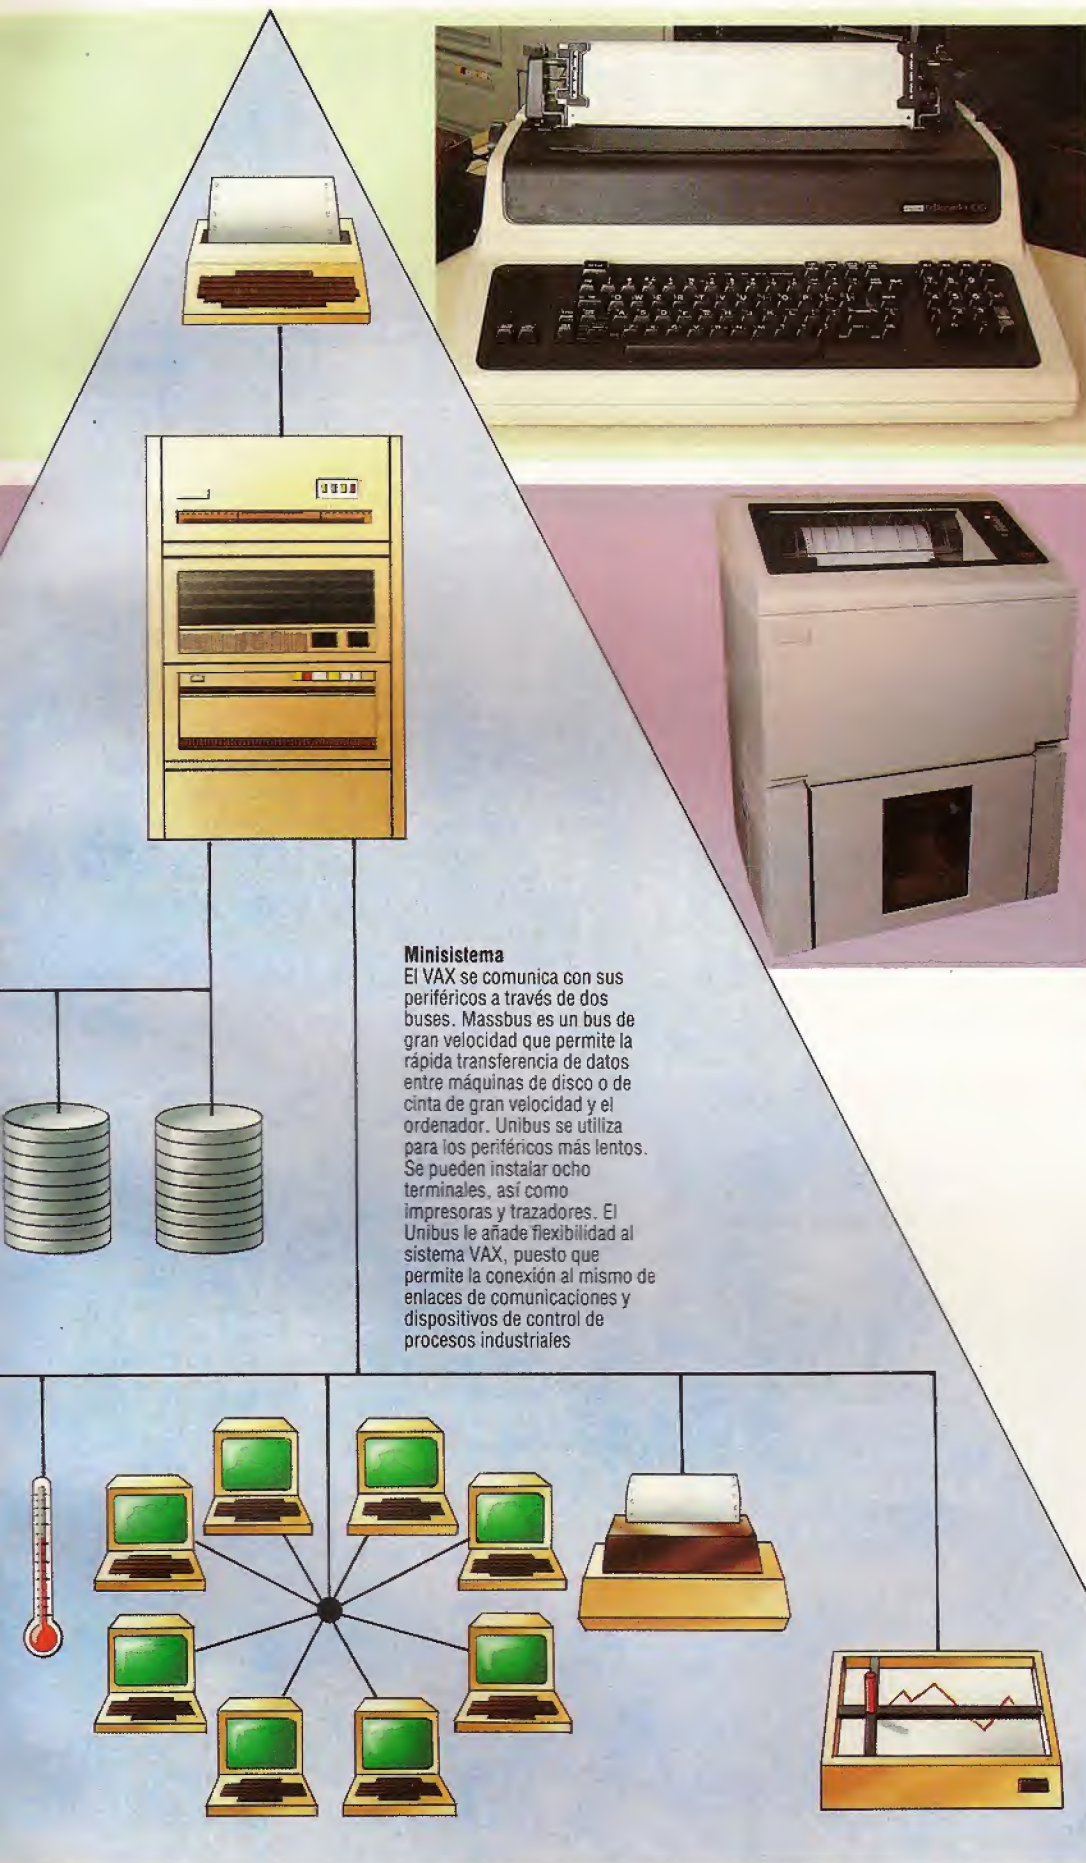 Minisistema
El VAX se comunica con sus
periféricos a través de dos
buses. Massbus es un bus de
gran velocidad que permite la
rápida transferencia de datos
entre máquinas de disco o de
cinta de gran velocidad y el
ordenador. Unibus se utiliza
para los periféricos más lentos.
Se pueden instalar ocho
terminales, así como
impresoras y trazadores. El
Unibus le añade flexibilidad al
sistema VAX, puesto que
permite la conexión al mismo de
enlaces de comunicaciones y
dispositivos de control de
procesos industriales